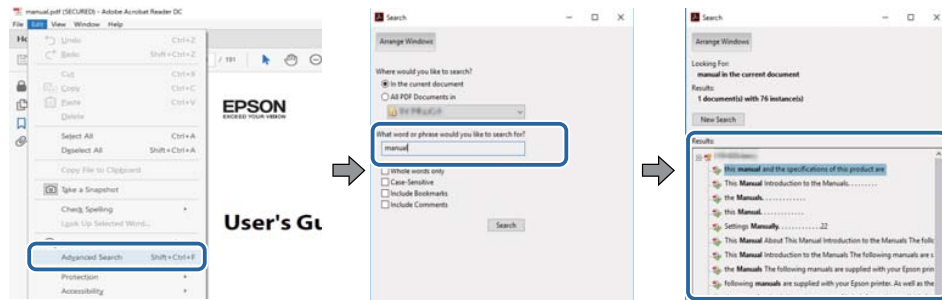 manual.pdf (SECURED) - Adobe Acrobat Reader DC
File Edit View Window Help
Undo Ctrl+Z
Redo Shift+Ctrl+Z
/ 191
Cut Ctrl+X
Copy Ctrl+C
Paste Ctrl+V
Delete
Select All Ctrl+A
Deselect All Shift+Ctrl+A
Copy File to Clipboard
Take a Snapshot
Check Spelling
Look Up Selected Word...
Advanced Search Shift+Ctrl+F
Protection
Accessibility
EPSON
EXCEED YOUR VISION
User's Gu
Search
Arrange Windows
Where would you like to search?
In the current document
All PDF Documents in
What word or phrase would you like to search for?
manual
Whole words only
Case-Sensitive
Include Bookmarks
Include Comments
Search
Search
Arrange Windows
Looking For:
manual in the current document
Results:
1 document(s) with 76 instance(s)
New Search
Results:
this manual and the specifications of this product are
This Manual Introduction to the Manuals.........
the Manuals.............
this Manual.............
Settings Manually. ............22
This Manual About This Manual Introduction to the Manuals The follo
This Manual Introduction to the Manuals The following manuals are s
the Manuals The following manuals are supplied with your Epson prin
following manuals are supplied with your Epson printer. As well as the